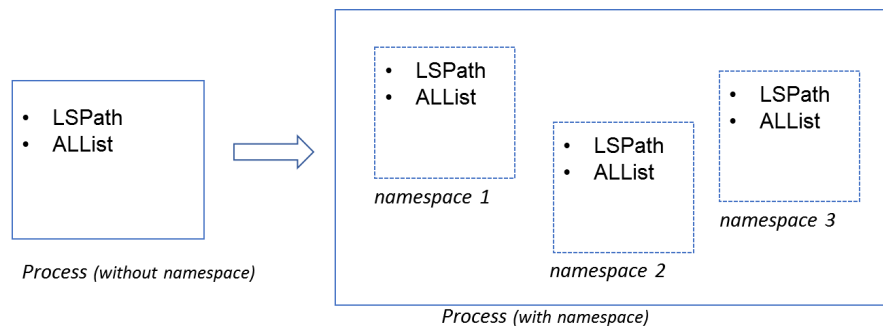 • LSPath
• ALList
Process (without namespace)
• LSPath
• ALList
namespace 1
• LSPath
• ALList
namespace 2
• LSPath
• ALList
namespace 3
Process (with namespace)